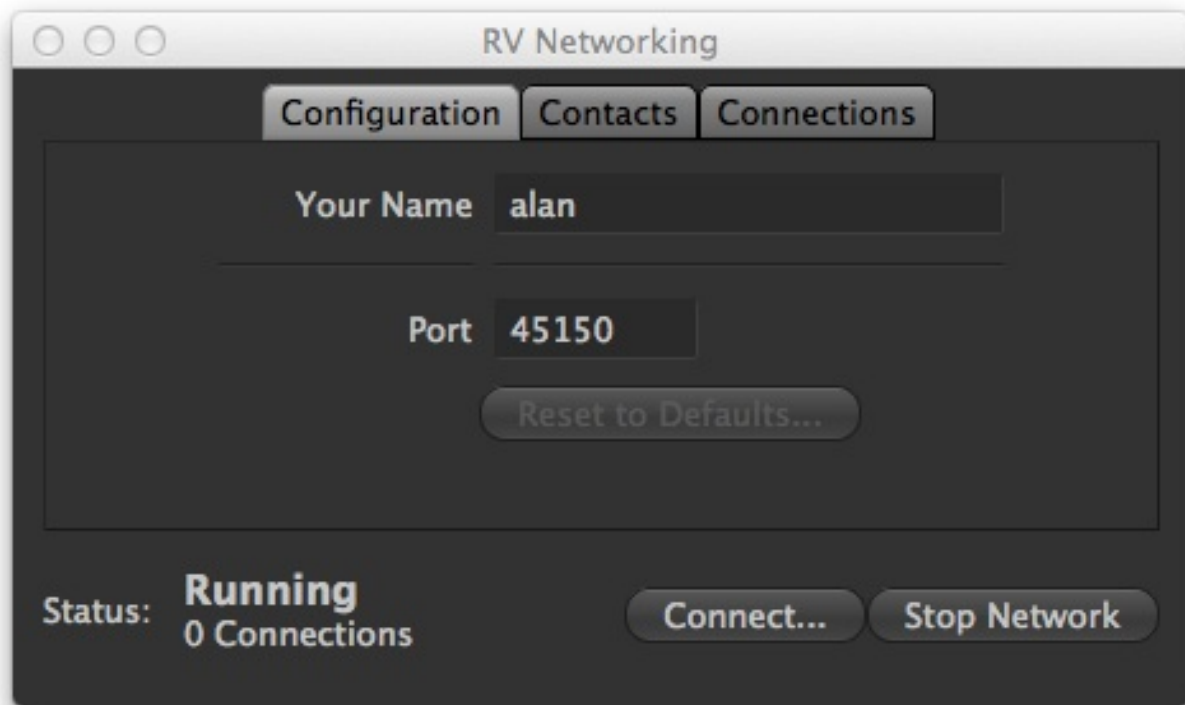 RV Networking
Configuration Contacts Connections
Your Name alan
Port 45150
Reset to Defaults...
Status: Running
0 Connections
Connect... Stop Network